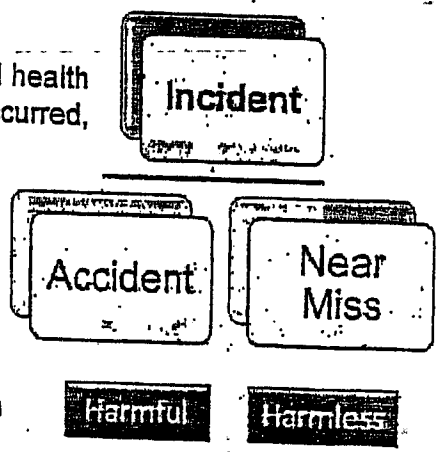 health
Incident
curred,
Accident
Near
Miss
Harmful
Harmless